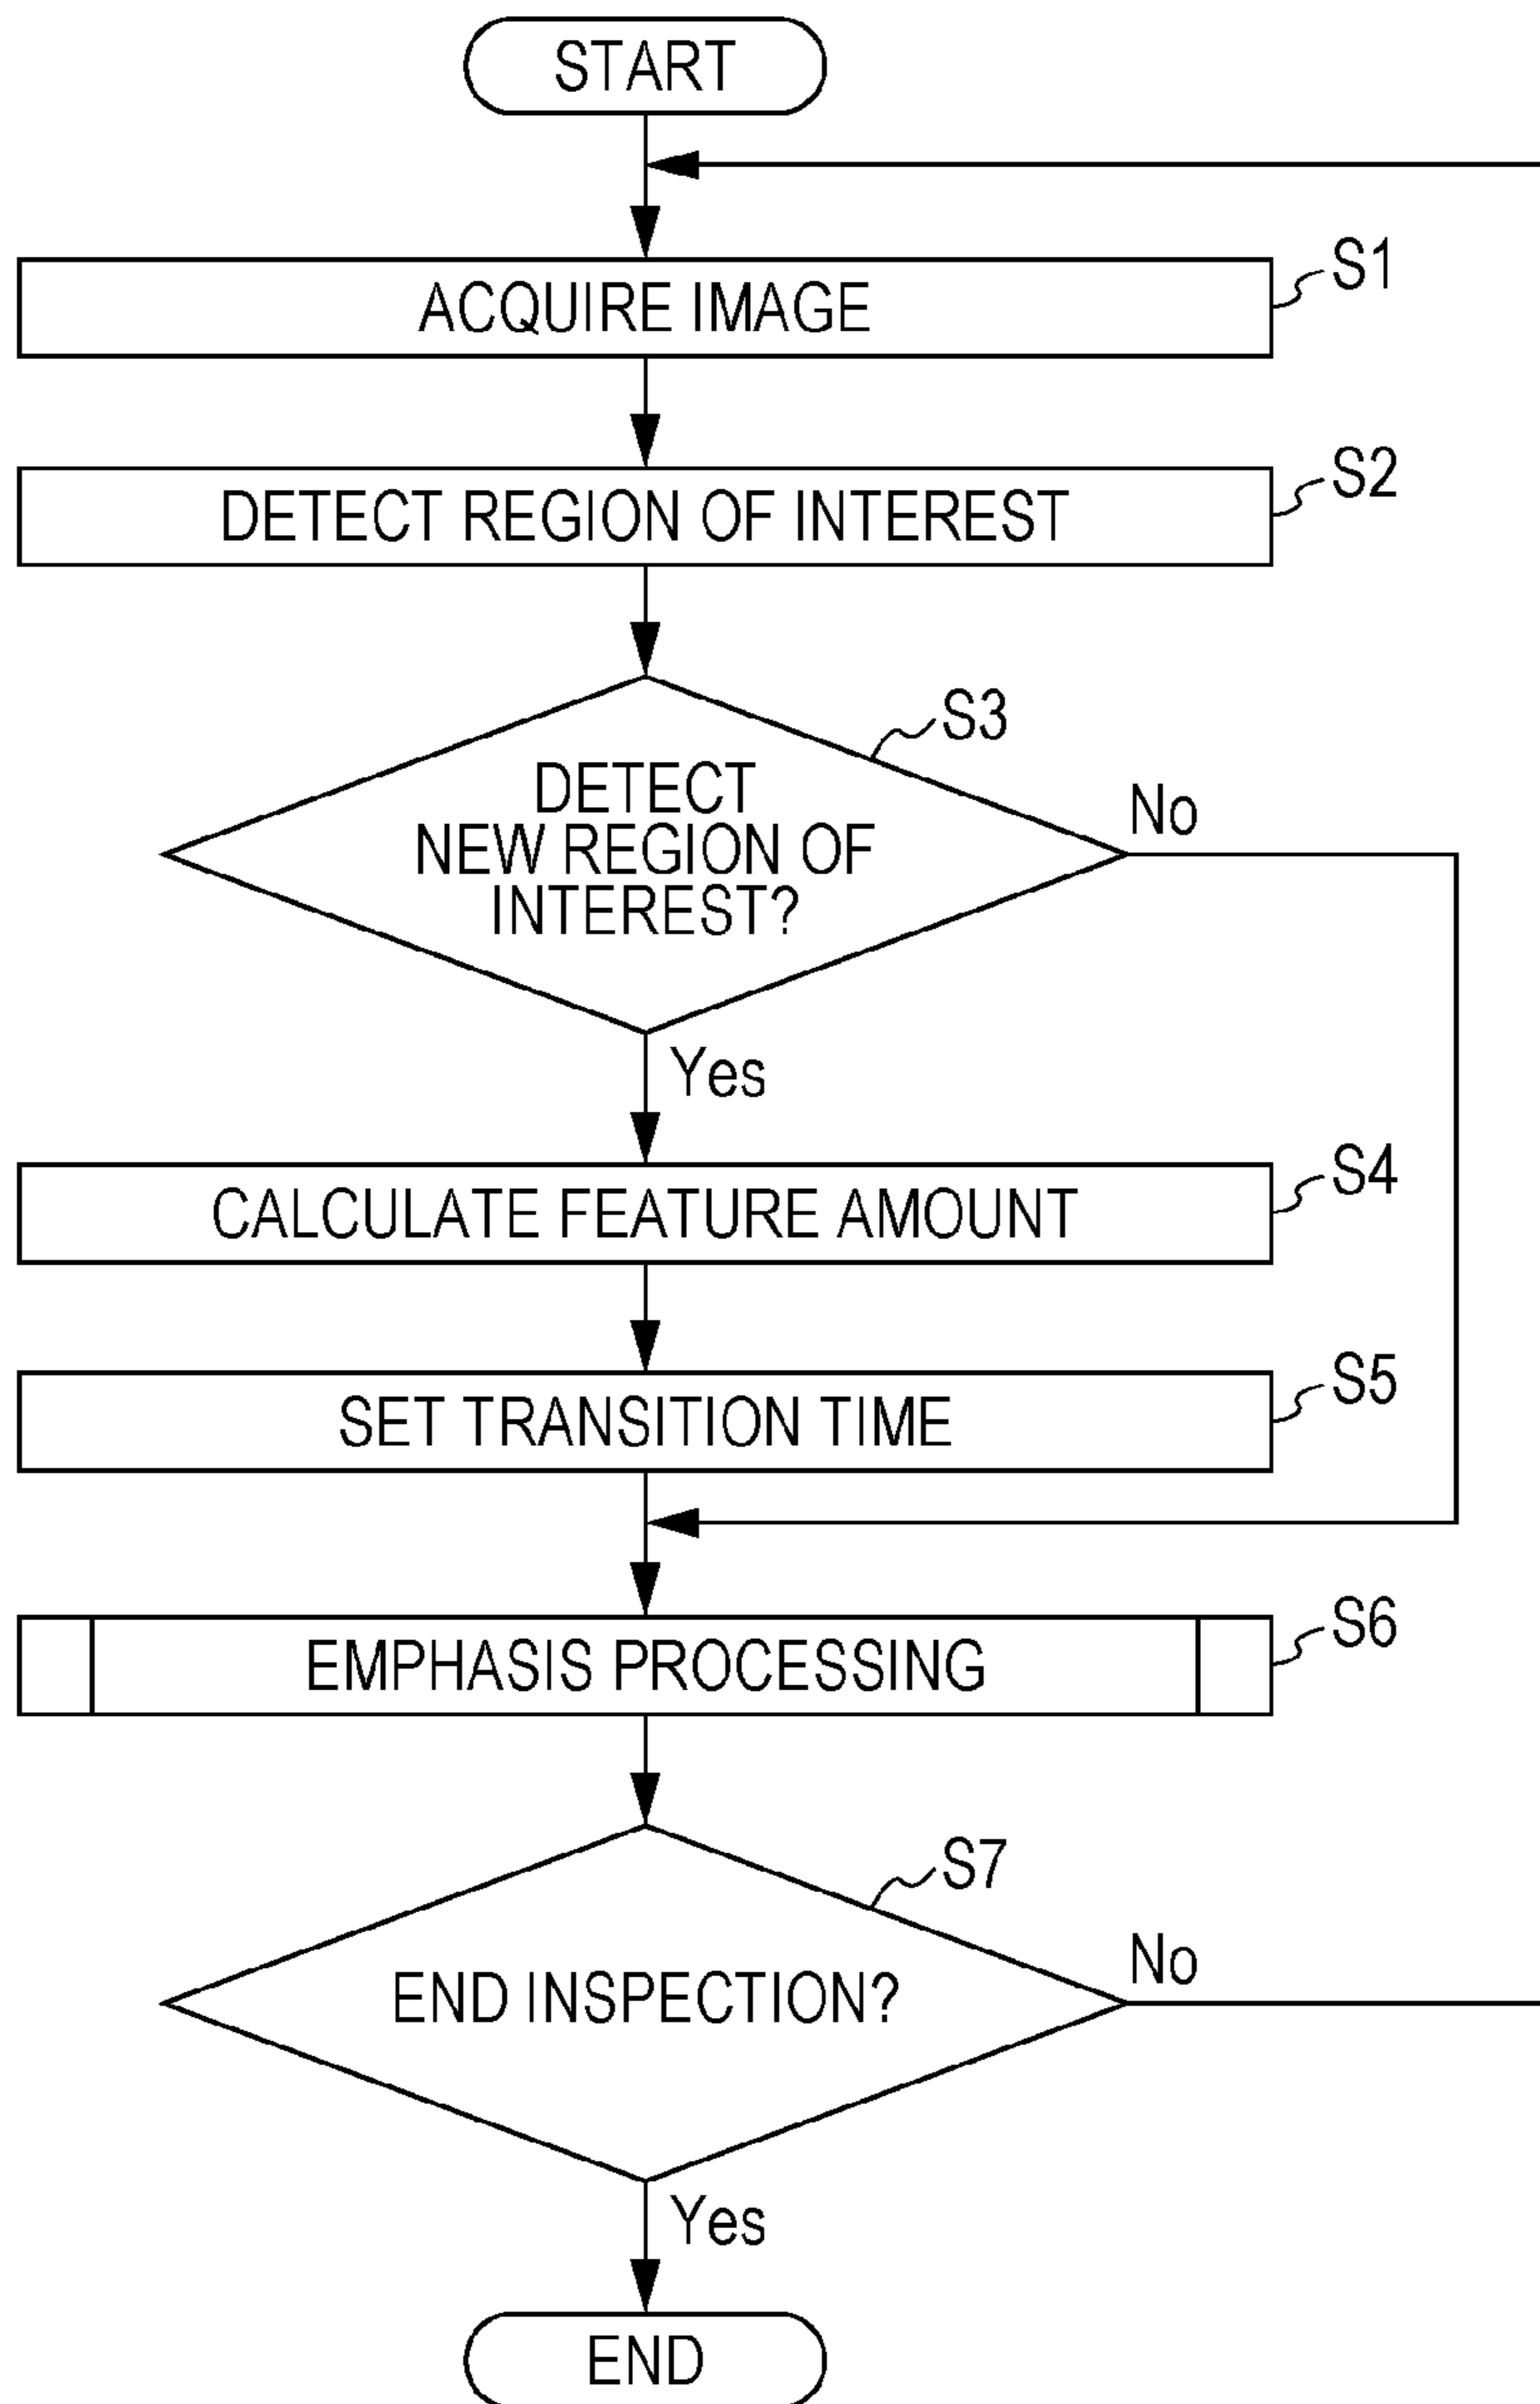 START
ACQUIRE IMAGE
S1
DETECT REGION OF INTEREST
S2
S3
DETECT
NEW REGION OF
INTEREST?
No
Yes
CALCULATE FEATURE AMOUNT
S4
SET TRANSITION TIME
S5
EMPHASIS PROCESSING
S6
S7
END INSPECTION?
No
Yes
END